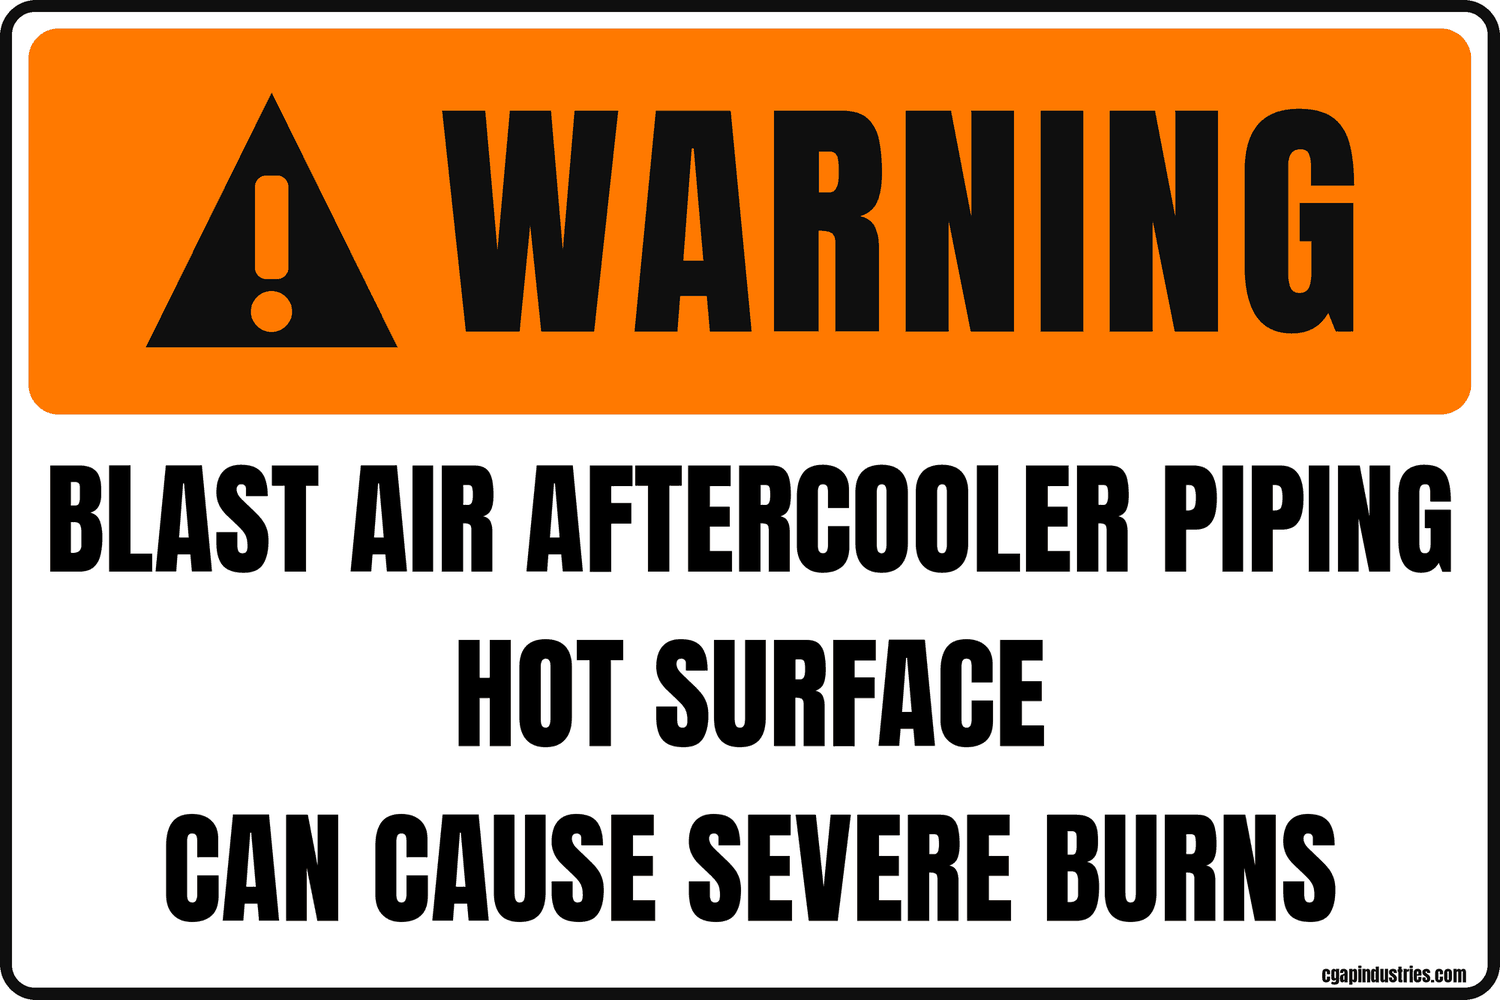 WARNING
BLAST AIR AFTERCOOLER PIPING
HOT SURFACE
CAN CAUSE SEVERE BURNS
cgapindustries.com